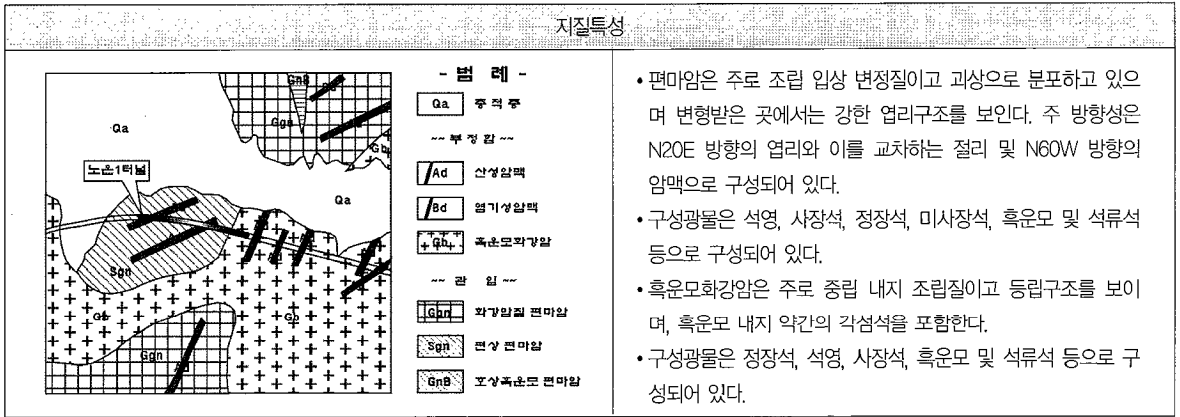 지질특성
Qa
노은1터널
Qa
Sgn
Ggn
GnB
Ggn
- 범 례 -
Qa 충적층
~~ 부정합 ~~
Ad 산성암맥
Bd 염기성암맥
Gb 흑운모화강암
~~ 관 입 ~~
Ggn 화강암질 편마암
Sgn 편상 편마암
GnB 호상흑운모 편마암
• 편마암은 주로 조립 입상 변정질이고 괴상으로 분포하고 있으
며 변형받은 곳에서는 강한 엽리구조를 보인다. 주 방향성은
N20E 방향의 엽리와 이를 교차하는 절리 및 N60W 방향의
암맥으로 구성되어 있다.
• 구성광물은 석영, 사장석, 정장석, 미사장석, 흑운모 및 석류석
등으로 구성되어 있다.
• 흑운모화강암은 주로 중립 내지 조립질이고 등립구조를 보이
며, 흑운모 내지 약간의 각섬석을 포함한다.
• 구성광물은 정장석, 석영, 사장석, 흑운모 및 석류석 등으로 구
성되어 있다.